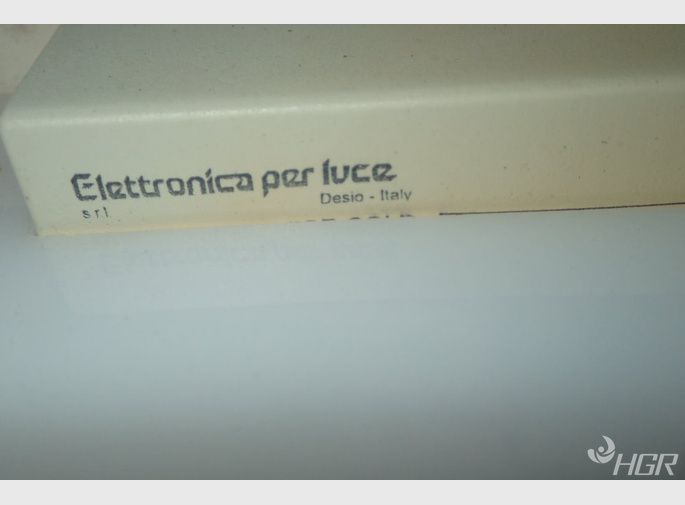 Elettronica per luce
s.r.l. Desio - Italy
HGR